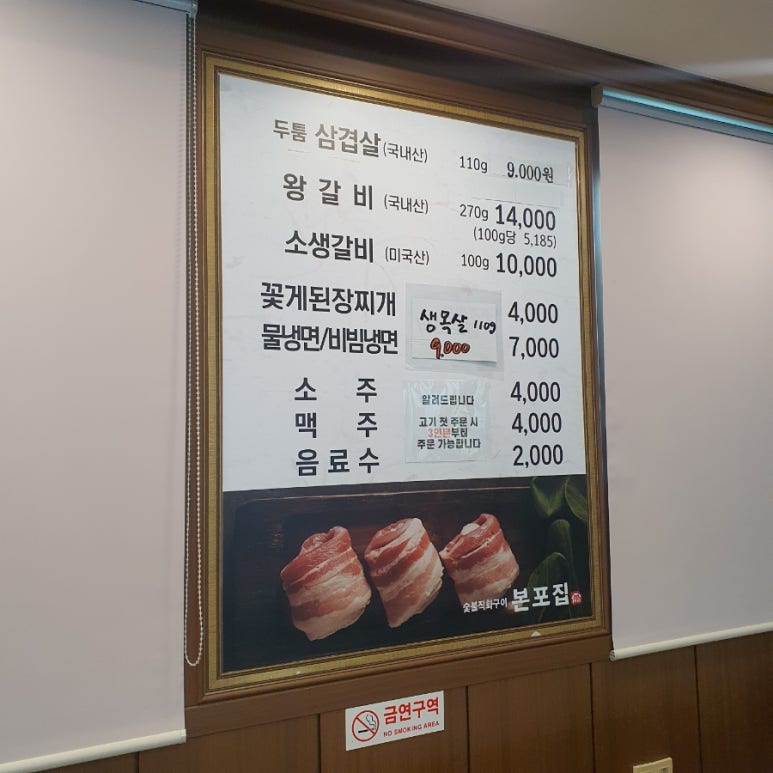 두툼 삼겹살(국내산) 110g 9.000원
왕갈비 (국내산) 270g 14,000
(100g당 5,185)
소생갈비 (미국산) 100g 10,000
꽃게된장찌개 4,000
물냉면/비빔냉면 7,000
생목살 110g
9.000
소주 4,000
맥주 4,000
음료수 2,000
알려드립니다
고기 첫 주문 시
3인분부터
주문 가능합니다
숯불직화구이 본포집
금연구역
NO SMOKING AREA